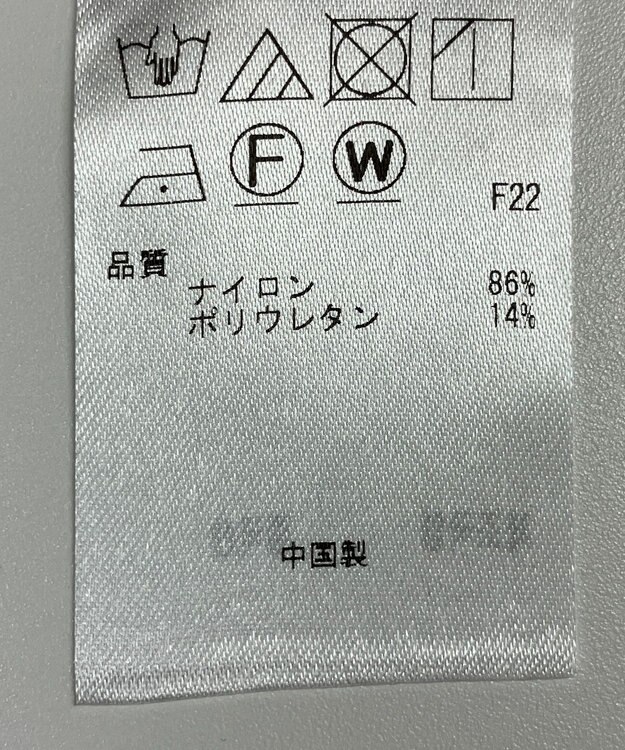 F W F22
品質
ナイロン 86%
ポリウレタン 14%
中国製